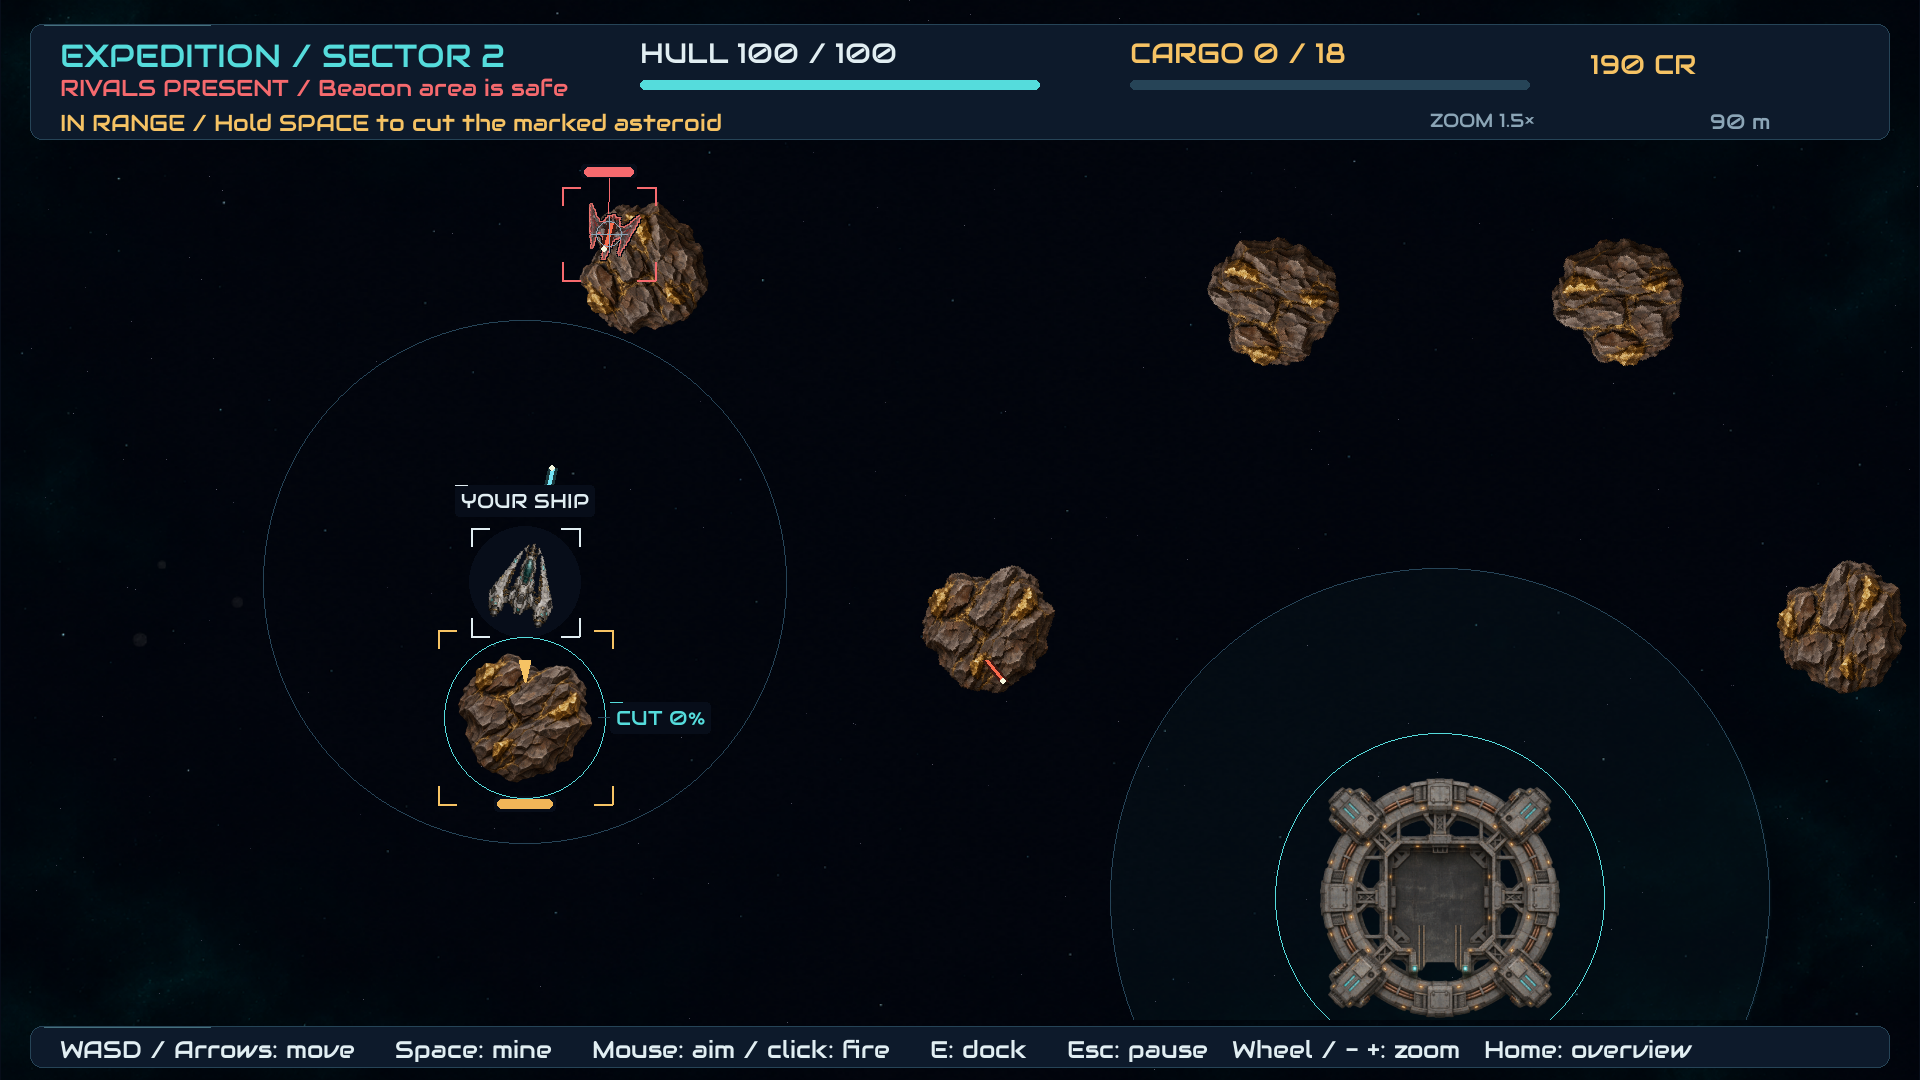 EXPEDITION / SECTOR 2
HULL 100 / 100
CARGO 0 / 18
190 CR
RIVALS PRESENT / Beacon area is safe
IN RANGE / Hold SPACE to cut the marked asteroid
ZOOM 1.5×
90 m
YOUR SHIP
CUT 0%
WASD / Arrows: move
Space: mine
Mouse: aim / click: fire
E: dock
Esc: pause
Wheel / - +: zoom
Home: overview